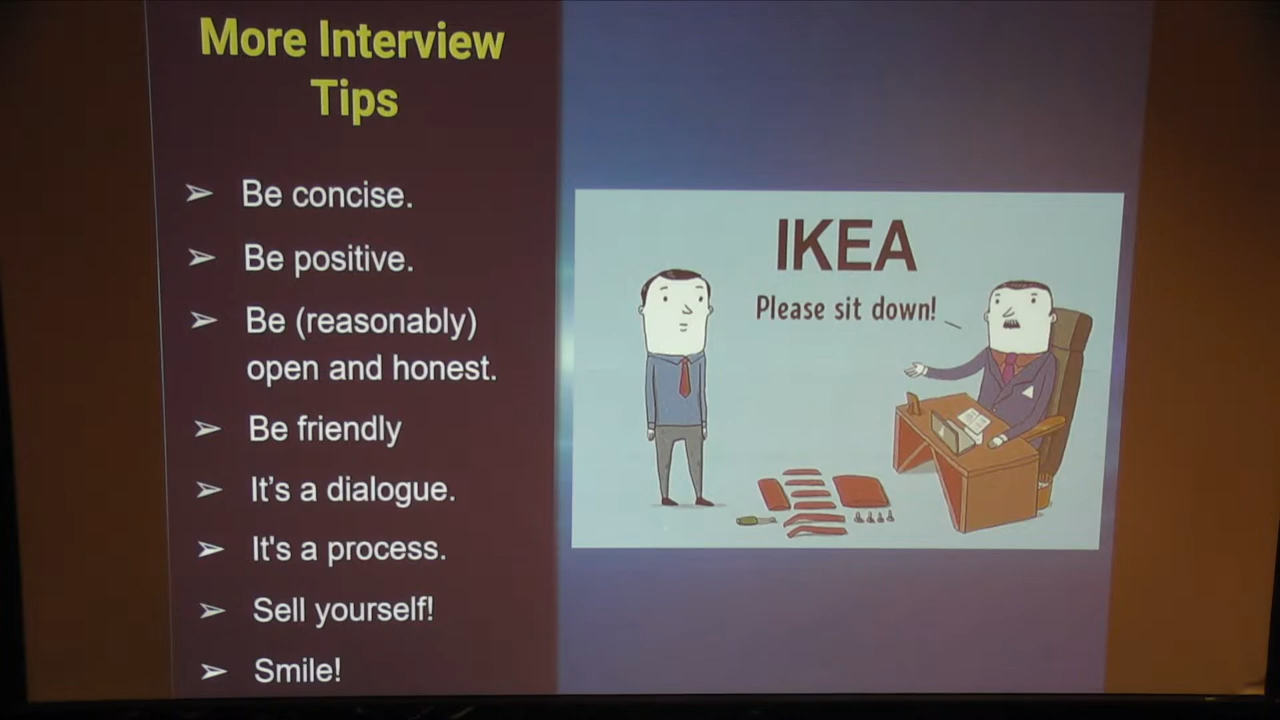 More Interview
Tips
➢ Be concise.
➢ Be positive.
➢ Be (reasonably)
open and honest.
➢ Be friendly
➢ It’s a dialogue.
➢ It's a process.
➢ Sell yourself!
➢ Smile!
IKEA
Please sit down!